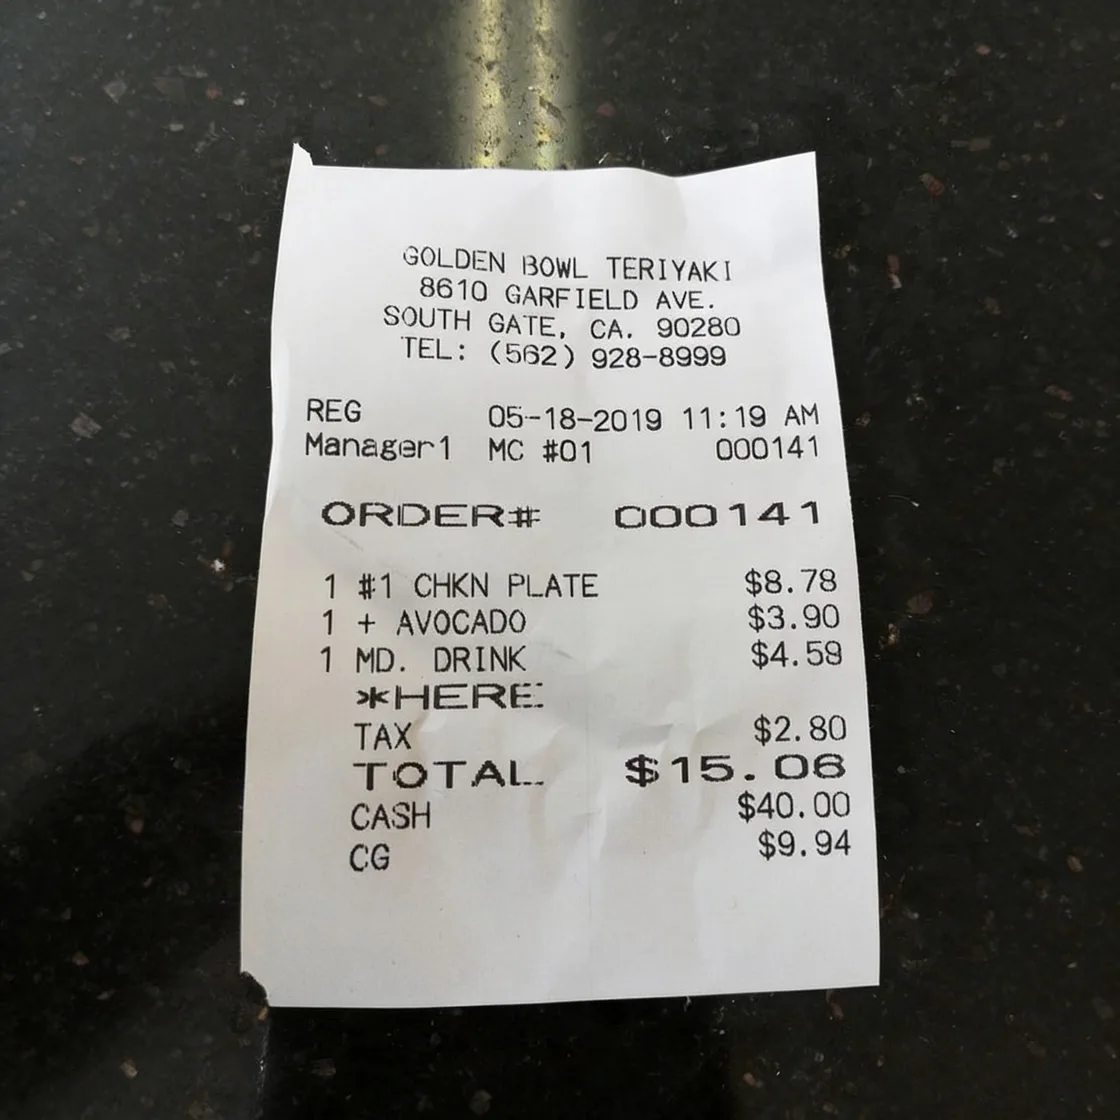 GOLDEN BOWL TERIYAKI
8610 GARFIELD AVE.
SOUTH GATE, CA. 90280
TEL: (562) 928-8999
REG 05-18-2019 11:19 AM
Manager1 MC #01 000141
ORDER# 000141
1 #1 CHKN PLATE $8.78
1 + AVOCADO $3.90
1 MD. DRINK $4.59
*HERE
TAX $2.80
TOTAL $15.06
CASH $40.00
CG $9.94